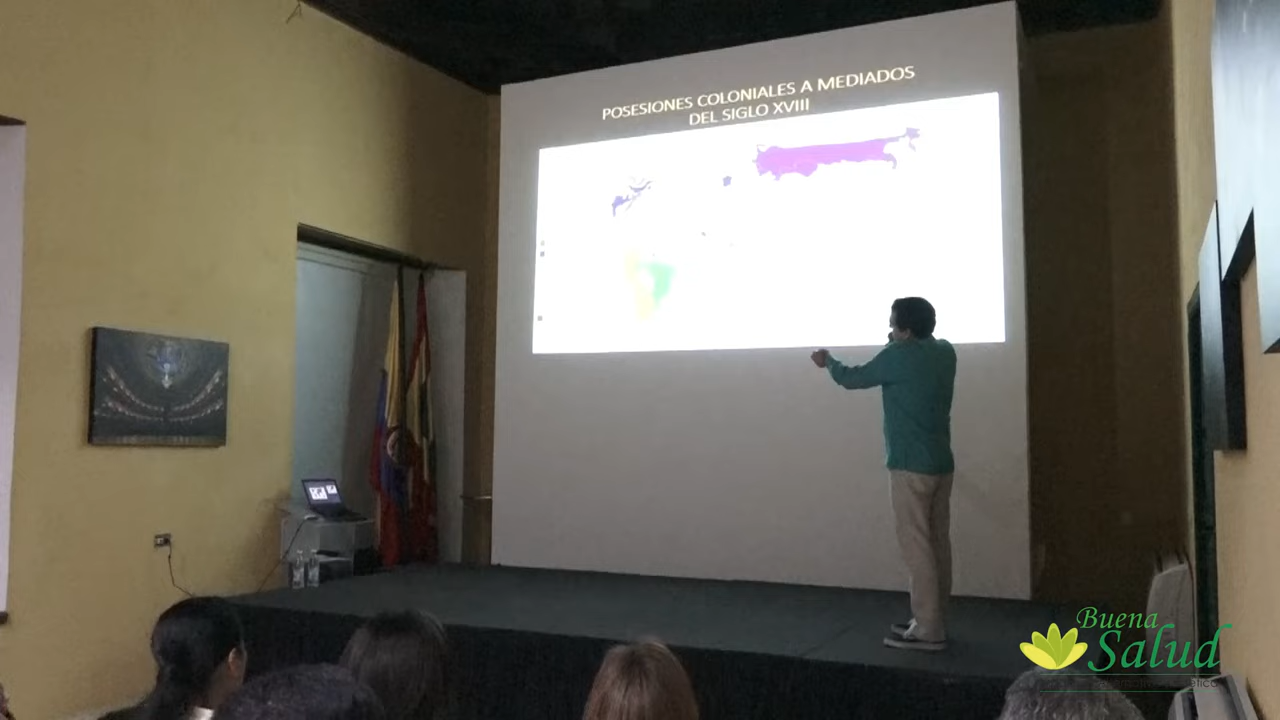 POSESIONES COLONIALES A MEDIADOS
DEL SIGLO XVIII
Buena
Salud